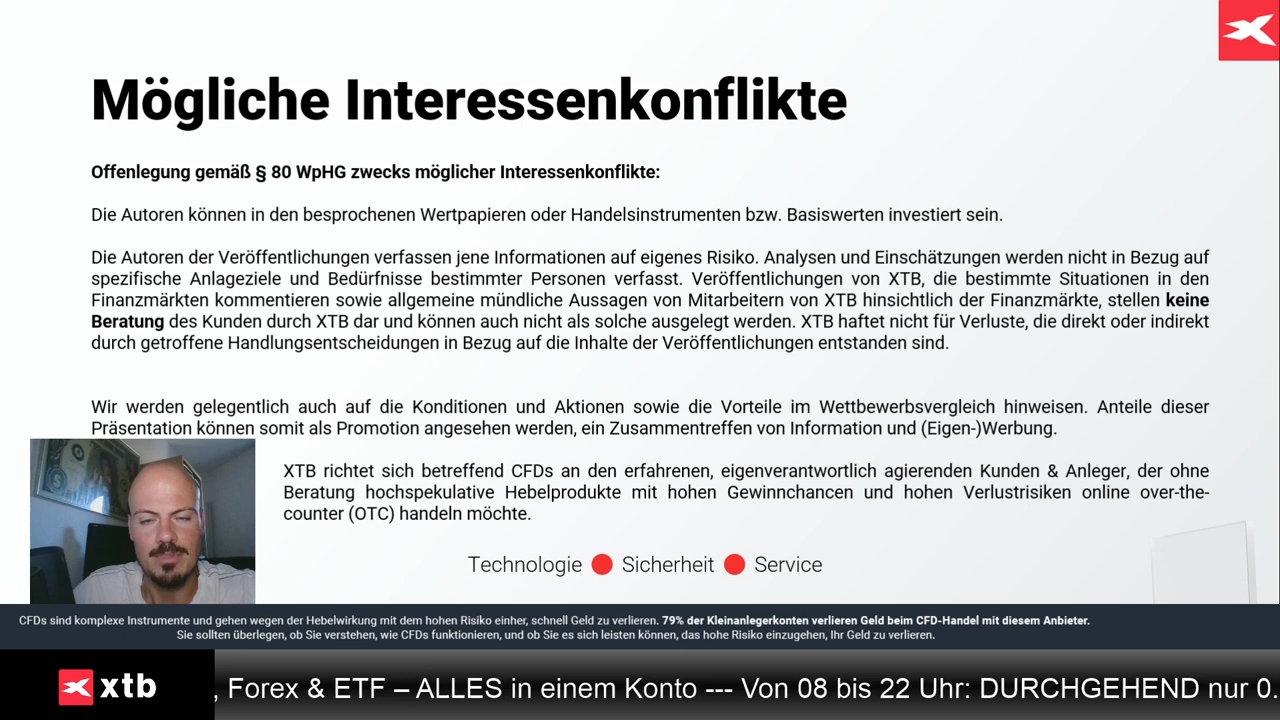 Mögliche Interessenkonflikte
Offenlegung gemäß § 80 WpHG zwecks möglicher Interessenkonflikte:
Die Autoren können in den besprochenen Wertpapieren oder Handelsinstrumenten bzw. Basiswerten investiert sein.
Die Autoren der Veröffentlichungen verfassen jene Informationen auf eigenes Risiko. Analysen und Einschätzungen werden nicht in Bezug auf
spezifische Anlageziele und Bedürfnisse bestimmter Personen verfasst. Veröffentlichungen von XTB, die bestimmte Situationen in den
Finanzmärkten kommentieren sowie allgemeine mündliche Aussagen von Mitarbeitern von XTB hinsichtlich der Finanzmärkte, stellen keine
Beratung des Kunden durch XTB dar und können auch nicht als solche ausgelegt werden. XTB haftet nicht für Verluste, die direkt oder indirekt
durch getroffene Handlungsentscheidungen in Bezug auf die Inhalte der Veröffentlichungen entstanden sind.
Wir werden gelegentlich auch auf die Konditionen und Aktionen sowie die Vorteile im Wettbewerbsvergleich hinweisen. Anteile dieser
Präsentation können somit als Promotion angesehen werden, ein Zusammentreffen von Information und (Eigen-)Werbung.
XTB richtet sich betreffend CFDs an den erfahrenen, eigenverantwortlich agierenden Kunden & Anleger, der ohne
Beratung hochspekulative Hebelprodukte mit hohen Gewinnchancen und hohen Verlustrisiken online over-the-
counter (OTC) handeln möchte.
Technologie Sicherheit Service
CFDs sind komplexe Instrumente und gehen wegen der Hebelwirkung mit dem hohen Risiko einher, schnell Geld zu verlieren. 79% der Kleinanlegerkonten verlieren Geld beim CFD-Handel mit diesem Anbieter.
Sie sollten überlegen, ob Sie verstehen, wie CFDs funktionieren, und ob Sie es sich leisten können, das hohe Risiko einzugehen, Ihr Geld zu verlieren.
xtb , Forex & ETF – ALLES in einem Konto --- Von 08 bis 22 Uhr: DURCHGEHEND nur 0.